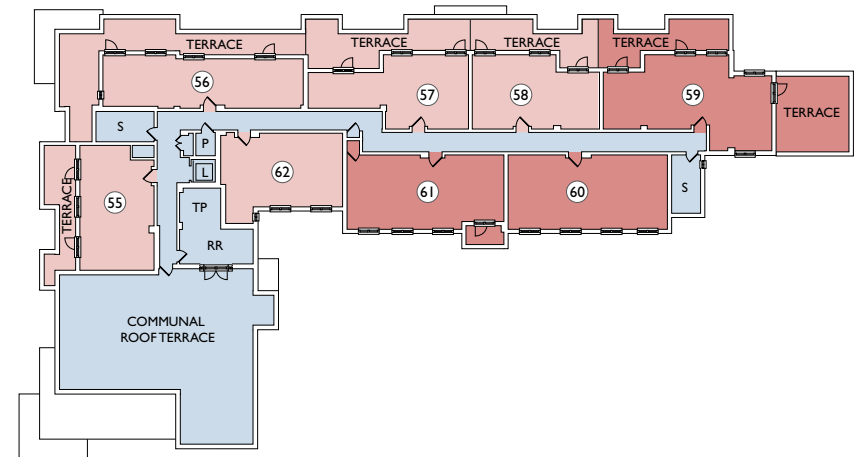 TERRACE
TERRACE
TERRACE
TERRACE
56
57
58
59
TERRACE
S
P
L
62
61
60
S
55
TERRACE
TP
RR
COMMUNAL
ROOF TERRACE